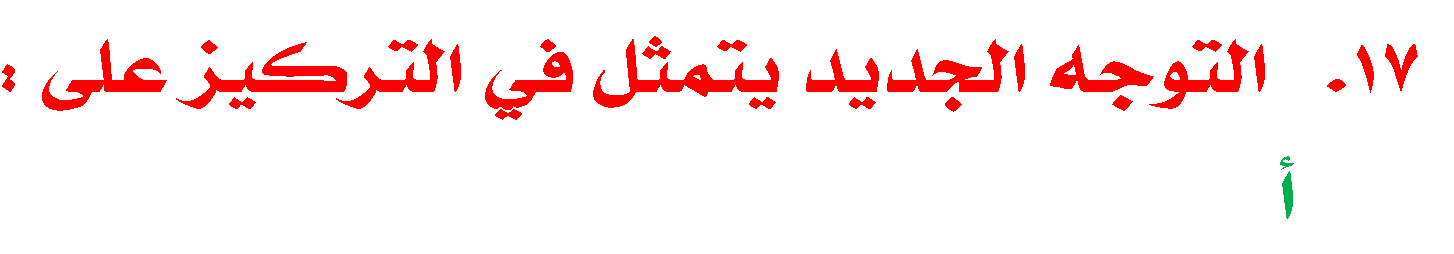 ١٧. التوجه الجديد يتمثل في التركيز على :
أ